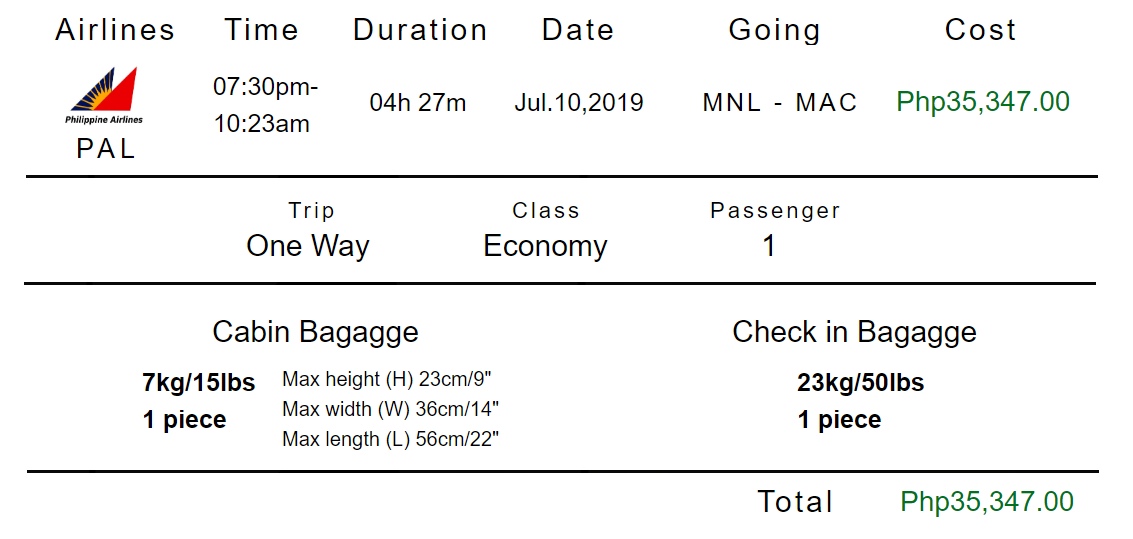 Airlines Time Duration Date Going Cost
07:30pm-
Philippine Airlines 10:23am 04h 27m Jul.10,2019 MNL - MAC Php35,347.00
PAL
Trip Class Passenger
One Way Economy 1
Cabin Bagagge Check in Bagagge
7kg/15lbs Max height (H) 23cm/9" 23kg/50lbs
1 piece Max width (W) 36cm/14" 1 piece
Max length (L) 56cm/22"
Total Php35,347.00